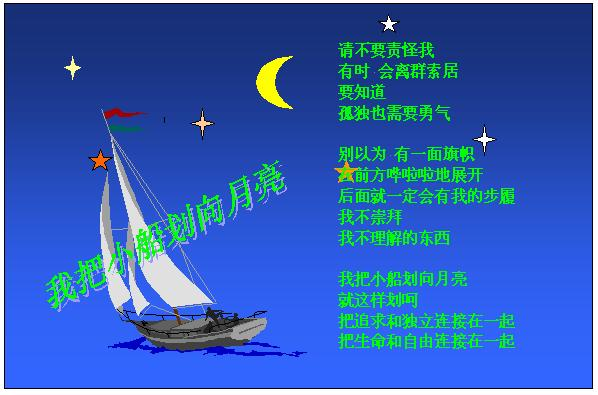 我把小船划向月亮
请不要责怪我
有时 会离群索居
要知道
孤独也需要勇气
别以为 有一面旗帜
前方哗啦啦地展开
后面就一定会有我的步履
我不崇拜
我不理解的东西
我把小船划向月亮
就这样划呵
把追求和独立连接在一起
把生命和自由连接在一起